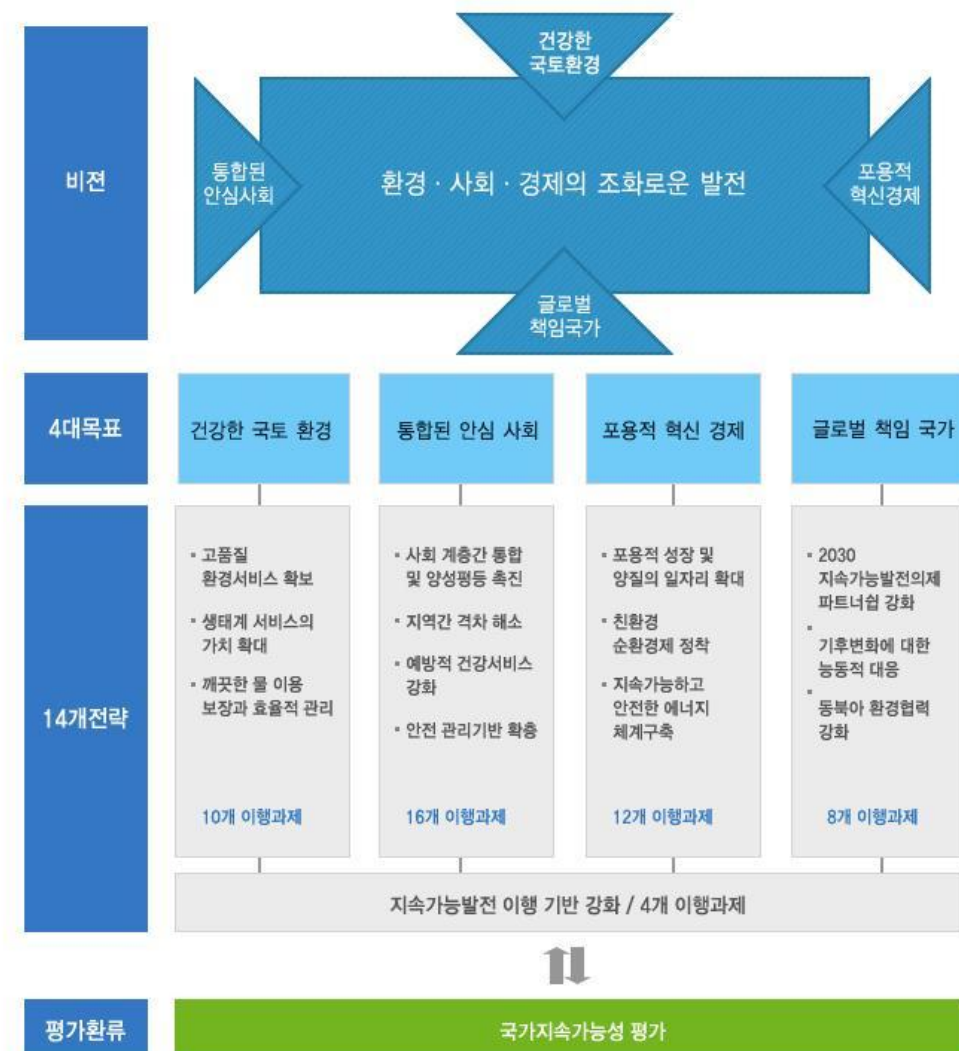 비젼
건강한
국토환경
통합된
안심사회
환경 · 사회 · 경제의 조화로운 발전
포용적
혁신경제
글로벌
책임국가
4대목표
건강한 국토 환경
통합된 안심 사회
포용적 혁신 경제
글로벌 책임 국가
14개전략
▪ 고품질
환경서비스 확보
▪ 생태계 서비스의
가치 확대
▪ 깨끗한 물 이용
보장과 효율적 관리
10개 이행과제
▪ 사회 계층간 통합
및 양성평등 촉진
▪ 지역간 격차 해소
▪ 예방적 건강서비스
강화
▪ 안전 관리기반 확충
16개 이행과제
▪ 포용적 성장 및
양질의 일자리 확대
▪ 친환경
순환경제 정착
▪ 지속가능하고
안전한 에너지
체계구축
12개 이행과제
▪ 2030
지속가능발전의제
파트너쉽 강화
▪ 기후변화에 대한
능동적 대응
▪ 동북아 환경협력
강화
8개 이행과제
지속가능발전 이행 기반 강화 / 4개 이행과제
평가환류
국가지속가능성 평가